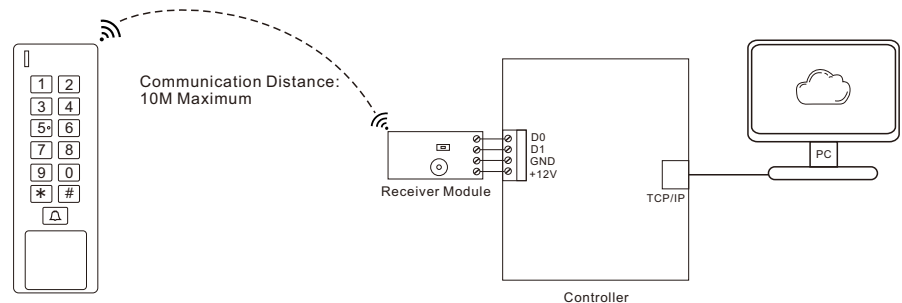 1 2
3 4
5 6
7 8
9 0
* #
Communication Distance:
10M Maximum
Receiver Module
D0
D1
GND
+12V
TCP/IP
Controller
PC